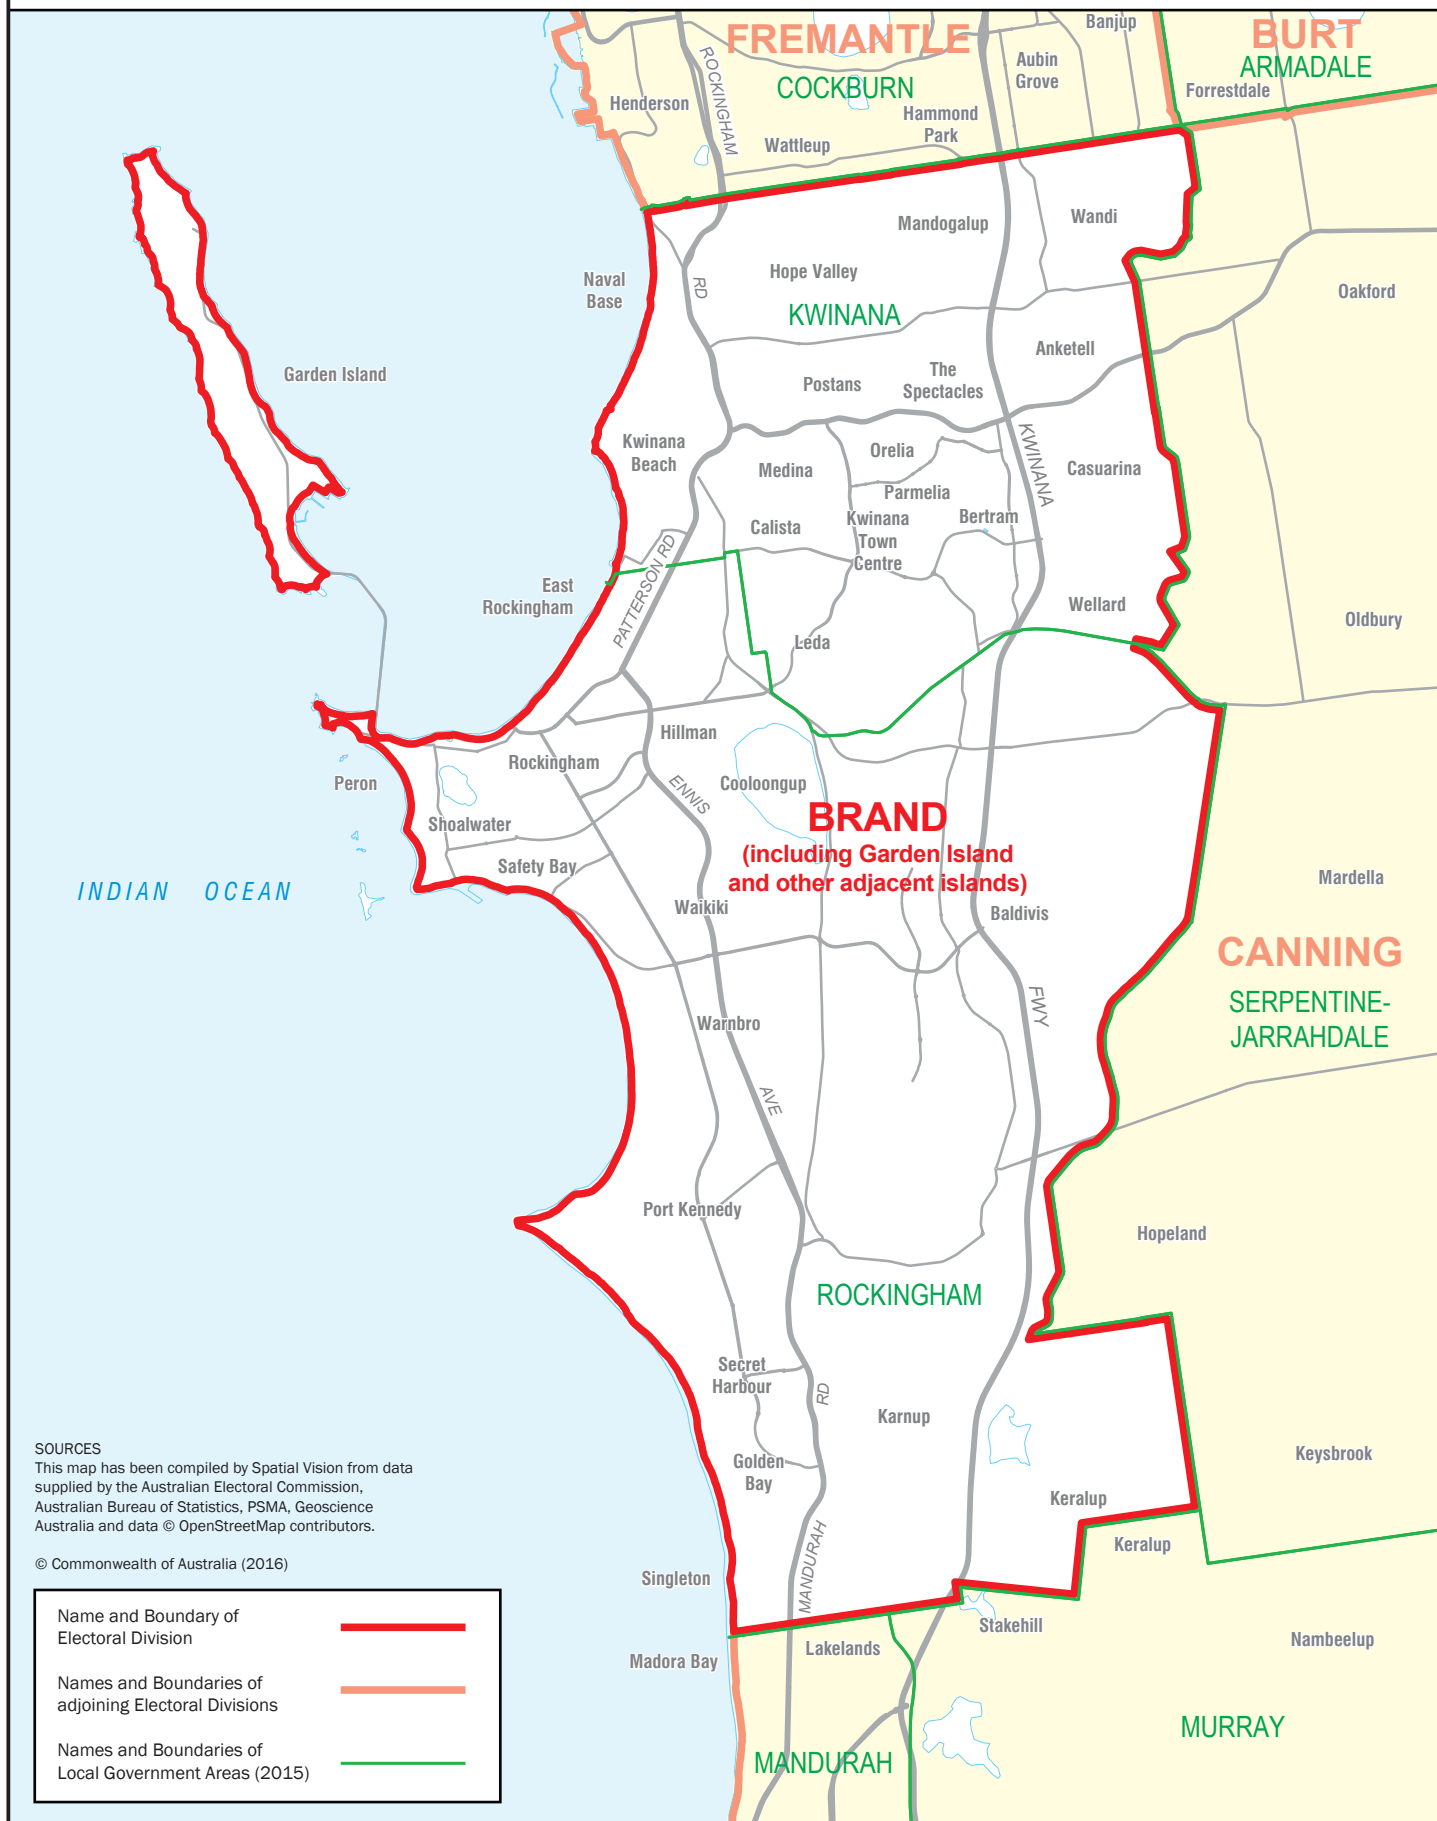 FREMANTLE
COCKBURN
BURT
ARMADALE
Banjup
Aubin
Grove
Forrestdale
Henderson
ROCKINGHAM
Hammond
Park
Wattleup
Mandogalup
Wandi
Naval
Base
RD
Hope Valley
KWINANA
Oakford
Garden Island
Anketell
Postans
The
Spectacles
Kwinana
Beach
Medina
Orelia
KWINANA
Casuarina
Parmelia
Calista
Kwinana
Town
Centre
Bertram
East
Rockingham
PATTERSON RD
Wellard
Oldbury
Leda
Hillman
Rockingham
Peron
ENNIS
Cooloongup
Shoalwater
BRAND
(including Garden Island
and other adjacent islands)
Safety Bay
INDIAN OCEAN
Mardella
Waikiki
Baldivis
CANNING
SERPENTINE-
JARRAHDALE
FWY
Warnbro
AVE
Port Kennedy
Hopeland
ROCKINGHAM
Secret
Harbour
RD
Karnup
Golden
Bay
Keysbrook
Keralup
Keralup
MANDURAH
Singleton
Stakehill
Lakelands
Nambeelup
Madora Bay
MURRAY
MANDURAH
SOURCES
This map has been compiled by Spatial Vision from data
supplied by the Australian Electoral Commission,
Australian Bureau of Statistics, PSMA, Geoscience
Australia and data © OpenStreetMap contributors.
© Commonwealth of Australia (2016)
Name and Boundary of
Electoral Division
Names and Boundaries of
adjoining Electoral Divisions
Names and Boundaries of
Local Government Areas (2015)